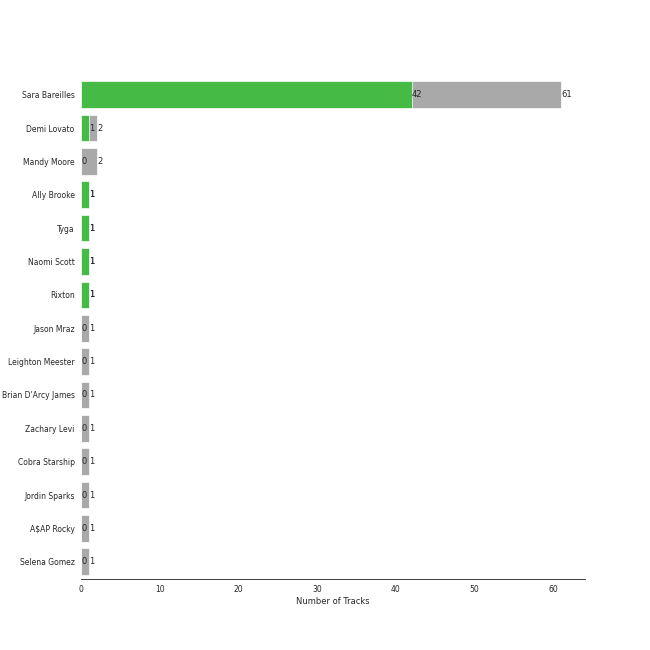 Sara Bareilles 42 61
Demi Lovato 1 2
Mandy Moore 0 2
Ally Brooke 1
Tyga 1
Naomi Scott 1
Rixton 1
Jason Mraz 0 1
Leighton Meester 0 1
Brian D'Arcy James 0 1
Zachary Levi 0 1
Cobra Starship 0 1
Jordin Sparks 0 1
A$AP Rocky 0 1
Selena Gomez 0 1
0 10 20 30 40 50 60
Number of Tracks